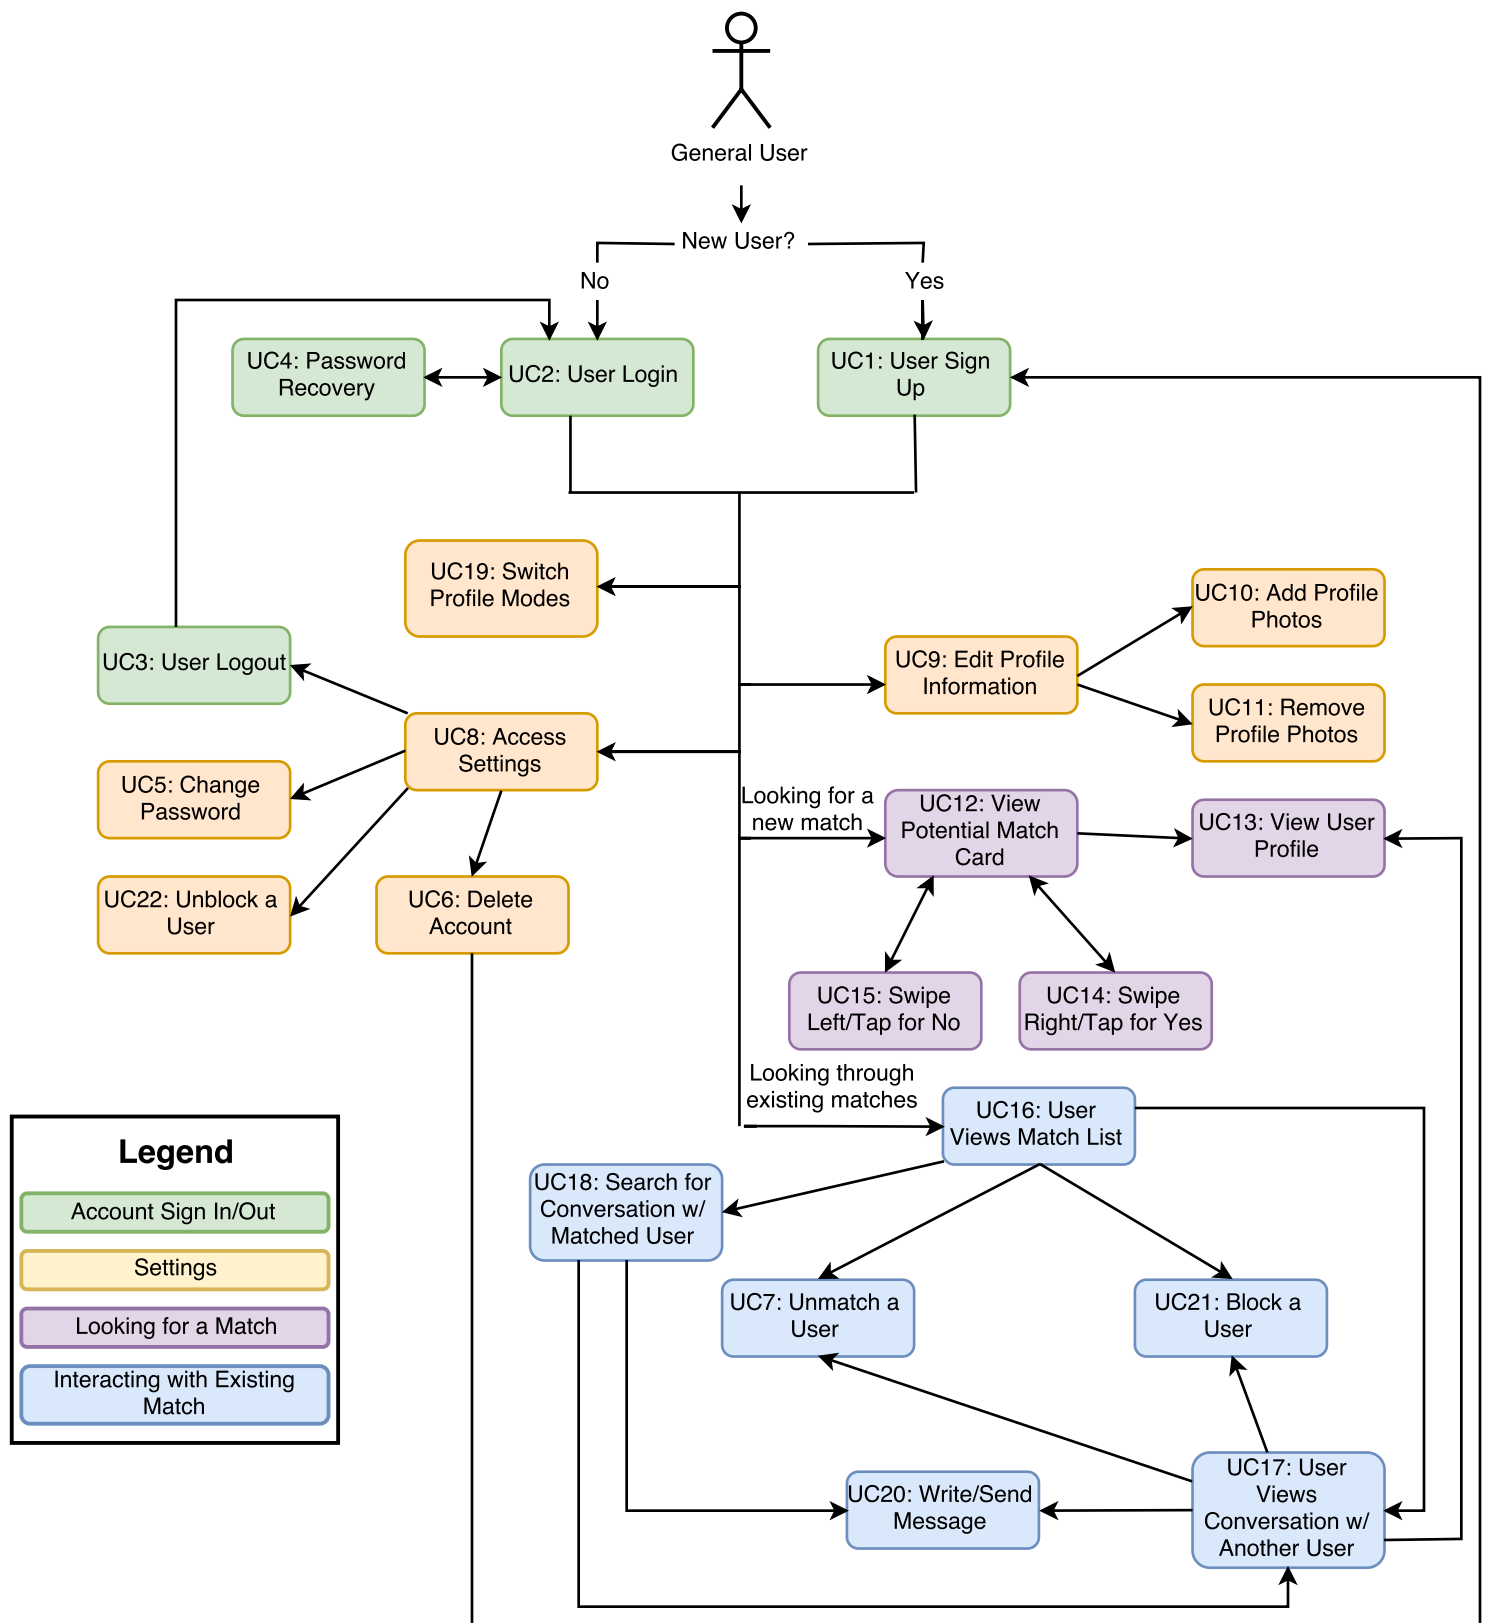 General User
New User?
No
Yes
UC4: Password
Recovery
UC2: User Login
UC1: User Sign
Up
UC19: Switch
Profile Modes
UC10: Add Profile
Photos
UC3: User Logout
UC9: Edit Profile
Information
UC11: Remove
Profile Photos
UC8: Access
Settings
UC5: Change
Password
Looking for a
new match
UC12: View
Potential Match
Card
UC13: View User
Profile
UC22: Unblock a
User
UC6: Delete
Account
UC15: Swipe
Left/Tap for No
UC14: Swipe
Right/Tap for Yes
Looking through
existing matches
UC16: User
Views Match List
Legend
Account Sign In/Out
Settings
Looking for a Match
Interacting with Existing
Match
UC18: Search for
Conversation w/
Matched User
UC7: Unmatch a
User
UC21: Block a
User
UC20: Write/Send
Message
UC17: User
Views
Conversation w/
Another User